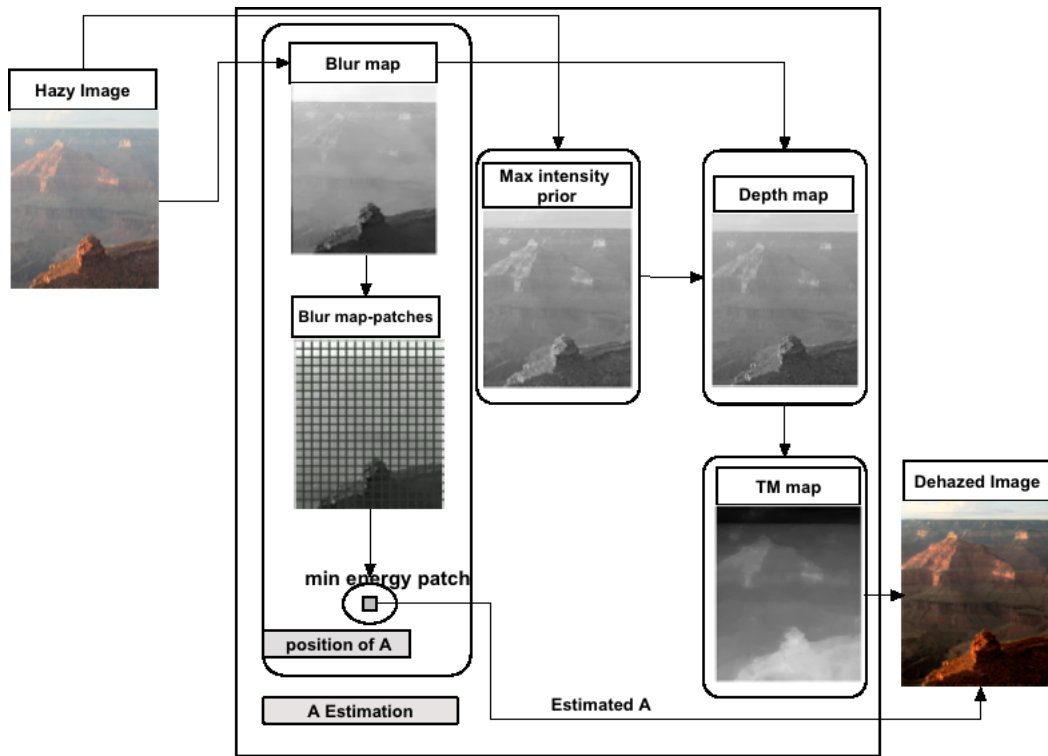 Hazy Image
Blur map
Max intensity
prior
Depth map
Blur map-patches
TM map
Dehazed Image
min energy patch
position of A
A Estimation
Estimated A